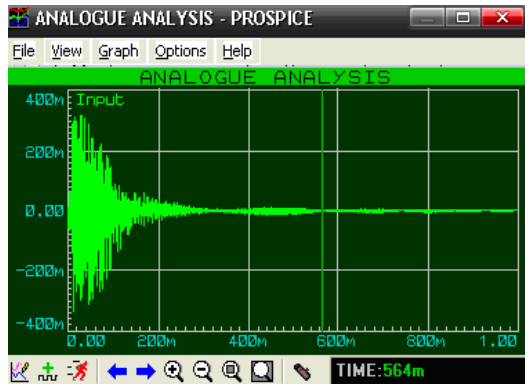 ANALOGUE ANALYSIS - PROSPICE
File View Graph Options Help
ANALOGUE ANALYSIS
400m Input
200m
0.00
-200m
-400m
0.00 200m 400m 600m 800m 1.00
TIME:564m